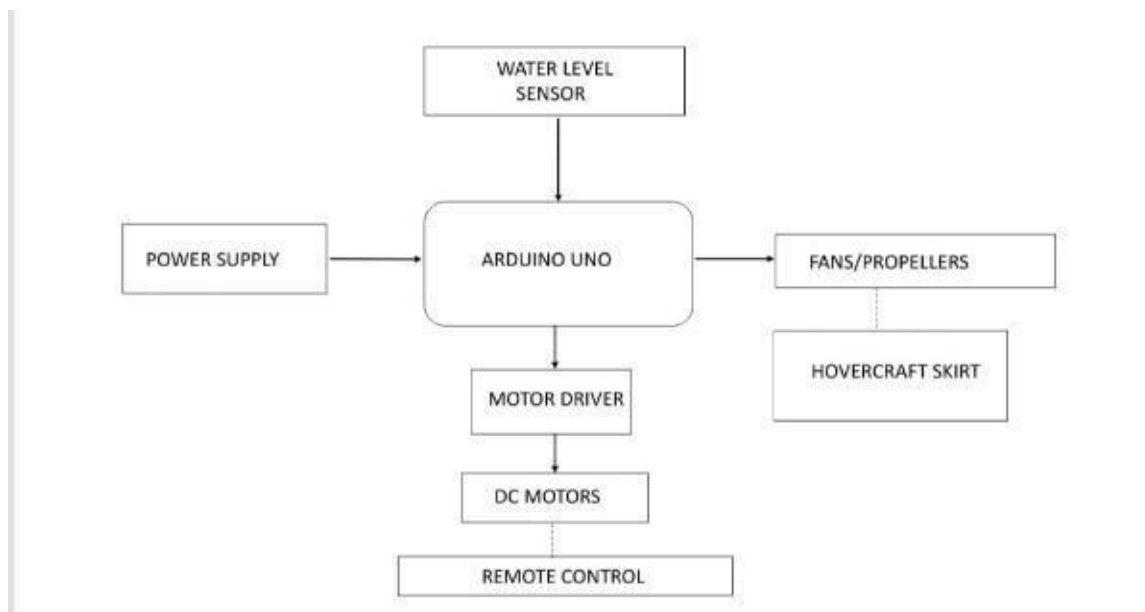 WATER LEVEL
SENSOR
POWER SUPPLY
ARDUINO UNO
FANS/PROPELLERS
HOVERCRAFT SKIRT
MOTOR DRIVER
DC MOTORS
REMOTE CONTROL